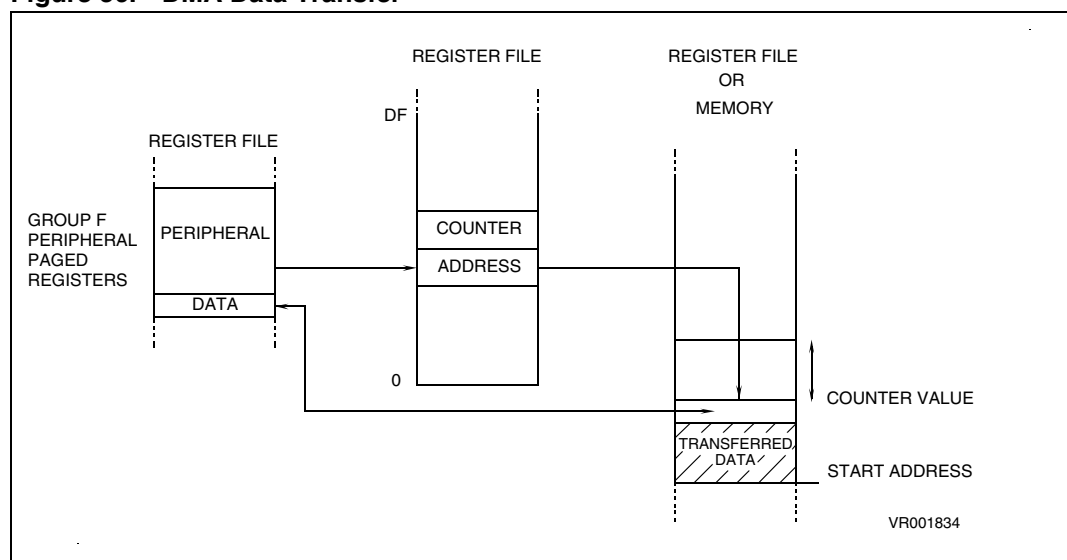 REGISTER FILE
REGISTER FILE
OR
MEMORY
DF
REGISTER FILE
GROUP F
PERIPHERAL
PAGED
REGISTERS
PERIPHERAL
COUNTER
ADDRESS
DATA
0
COUNTER VALUE
TRANSFERRED
DATA
START ADDRESS
VR001834